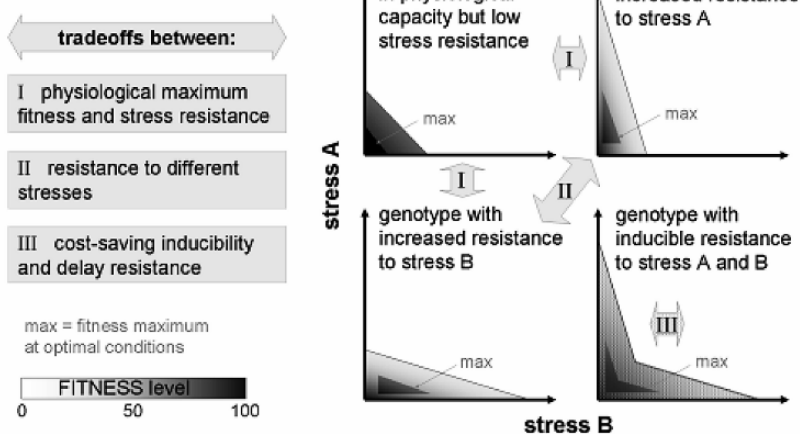 tradeoffs between:
I physiological maximum
fitness and stress resistance
II resistance to different
stresses
III cost-saving inducibility
and delay resistance
max = fitness maximum
at optimal conditions
FITNESS level
0 50 100
stress A
capacity but low
stress resistance
max
I
to stress A
max
I
II
genotype with
increased resistance
to stress B
max
genotype with
inducible resistance
to stress A and B
III
max
stress B